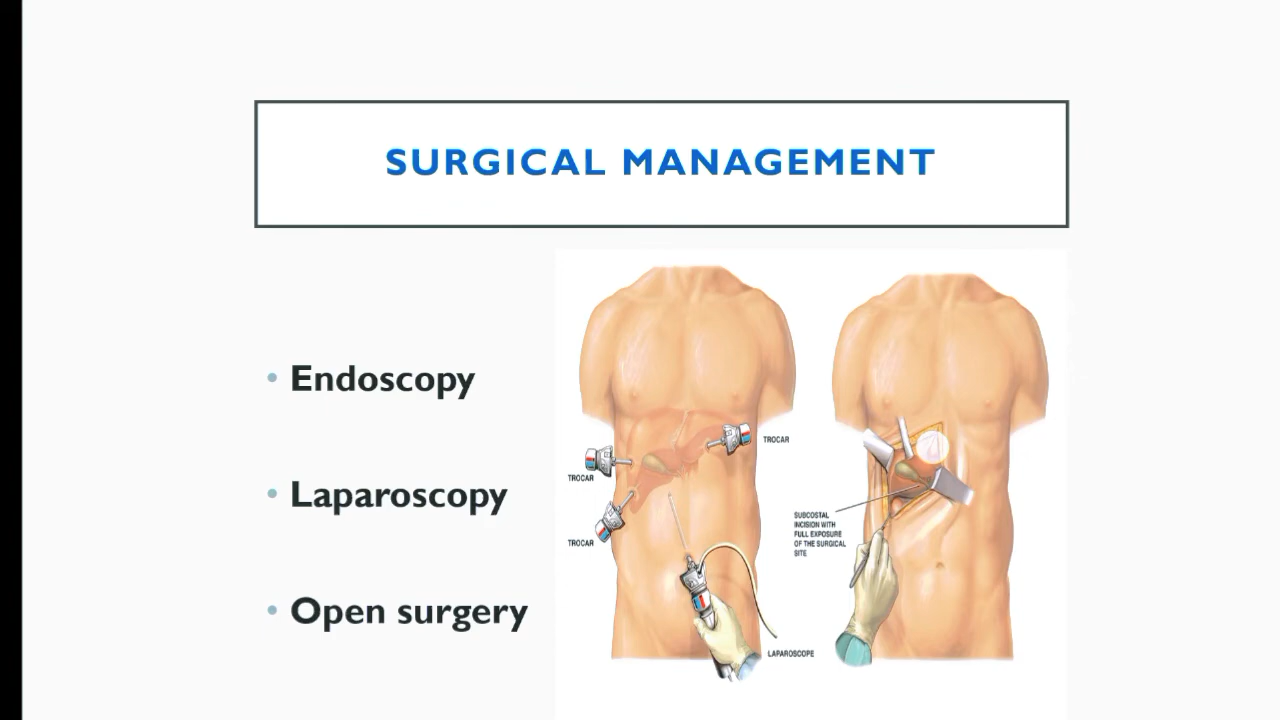 SURGICAL MANAGEMENT
• Endoscopy
• Laparoscopy
• Open surgery
TROCAR
TROCAR
TROCAR
LAPAROSCOPE
SUBCOSTAL
INCISION WITH
FULL EXPOSURE
OF THE SURGICAL
SITE